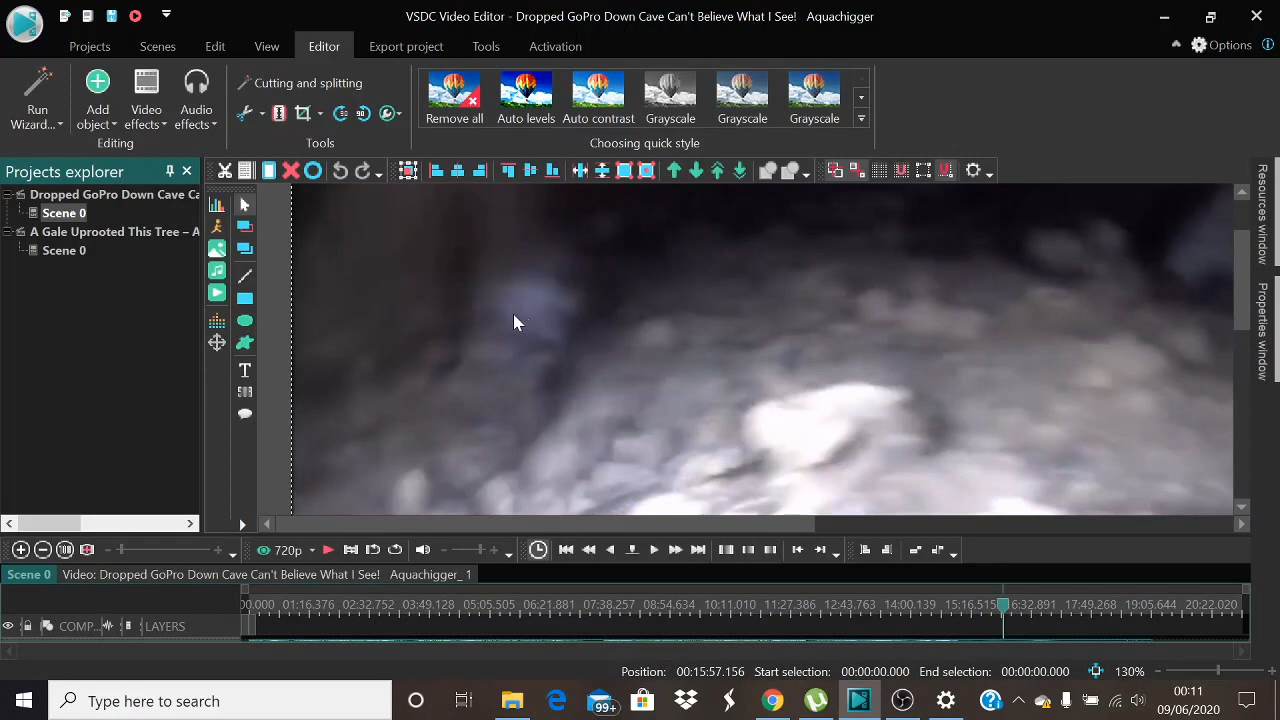 VSDC Video Editor - Dropped GoPro Down Cave Can't Believe What I See!   Aquachigger
Projects Scenes Edit View Editor Export project Tools Activation
Options
Run Wizard...
Add object
Video effects
Audio effects
Editing
Cutting and splitting
Tools
Remove all
Auto levels
Auto contrast
Grayscale
Grayscale
Grayscale
Choosing quick style
Projects explorer
Dropped GoPro Down Cave Ca
Scene 0
A Gale Uprooted This Tree – A
Scene 0
Resources window
Properties window
T
720p
Scene 0 Video: Dropped GoPro Down Cave Can't Believe What I See!   Aquachigger_1
00.000 01:16.376 02:32.752 03:49.128 05:05.505 06:21.881 07:38.257 08:54.634 10:11.010 11:27.386 12:43.763 14:00.139 15:16.515 6:32.891 17:49.268 19:05.644 20:22.020
COMP... LAYERS
Position: 00:15:57.156 Start selection: 00:00:00.000 End selection: 00:00:00.000 130%
Type here to search
99+
00:11
09/06/2020